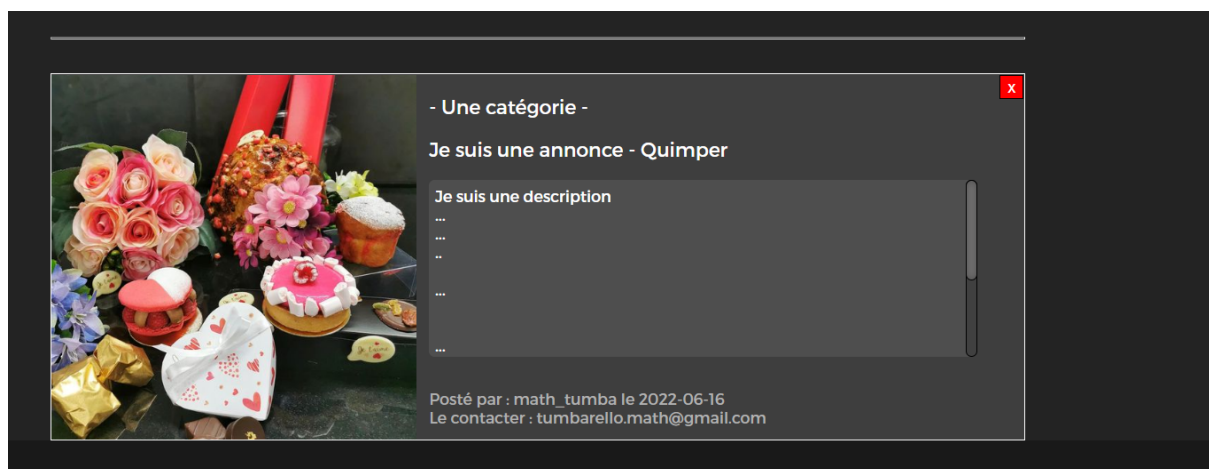 x
- Une catégorie -
Je suis une annonce - Quimper
Je suis une description
...
...
..
...
...
Posté par : math_tumba le 2022-06-16
Le contacter : tumbarello.math@gmail.com